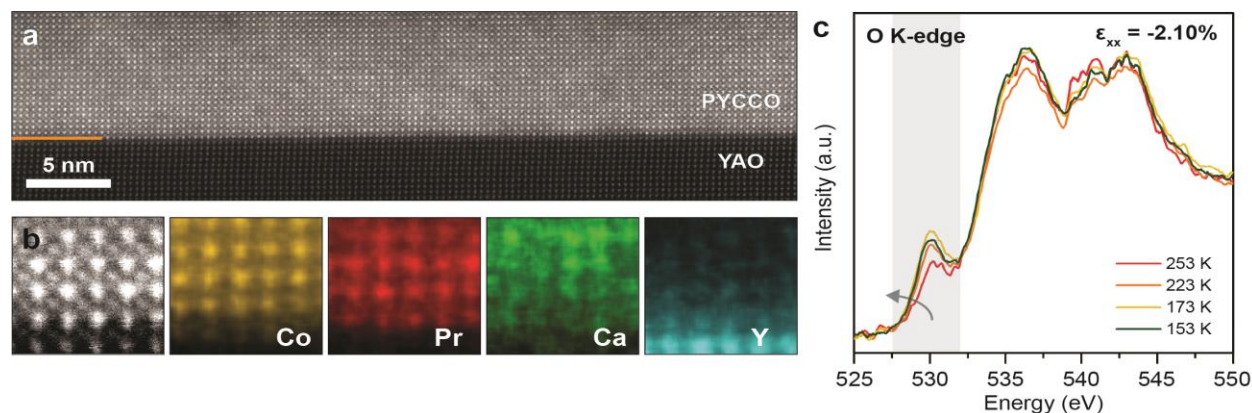 a
PYCCO
YAO
5 nm
b
Co
Pr
Ca
Y
c
O K-edge
εxx = -2.10%
Intensity (a.u.)
253 K
223 K
173 K
153 K
525 530 535 540 545 550
Energy (eV)